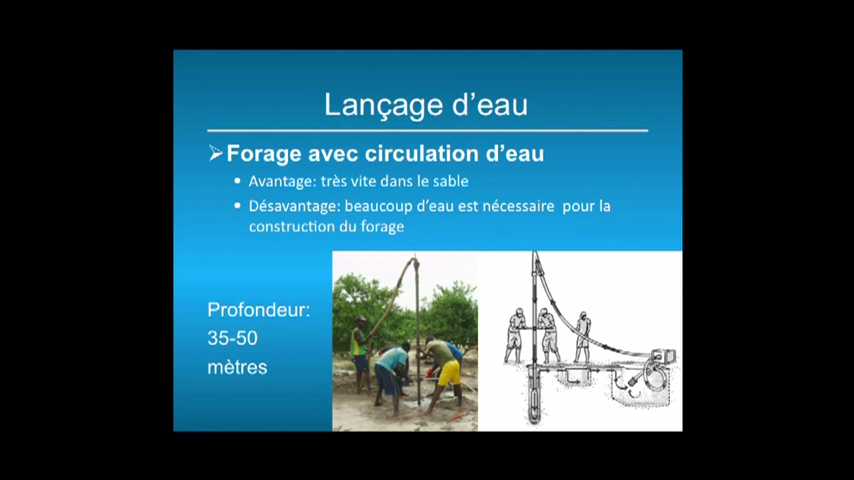 Lançage d'eau
Forage avec circulation d'eau
Avantage: très vite dans le sable
Désavantage: beaucoup d'eau est nécessaire pour la
construction du forage
Profondeur:
35-50
mètres